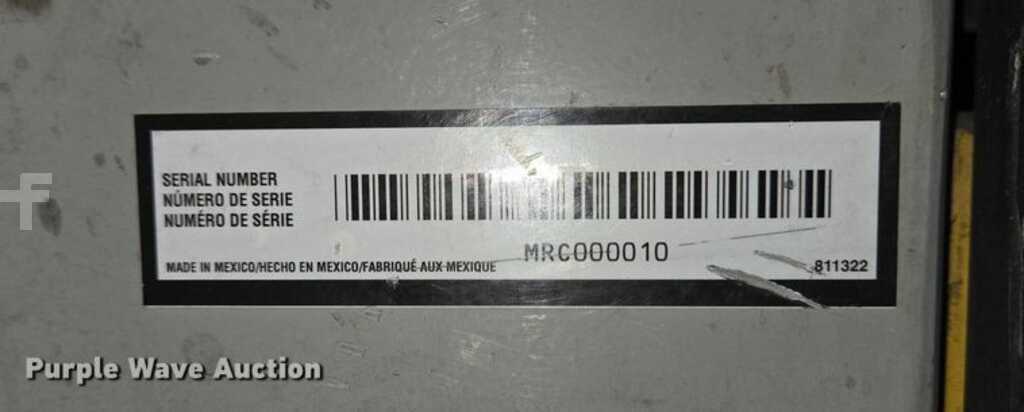 SERIAL NUMBER
NÚMERO DE SERIE
NUMÉRO DE SÉRIE
MRC000010
MADE IN MEXICO/HECHO EN MEXICO/FABRIQUÉ AUX MEXIQUE
811322
Purple Wave Auction